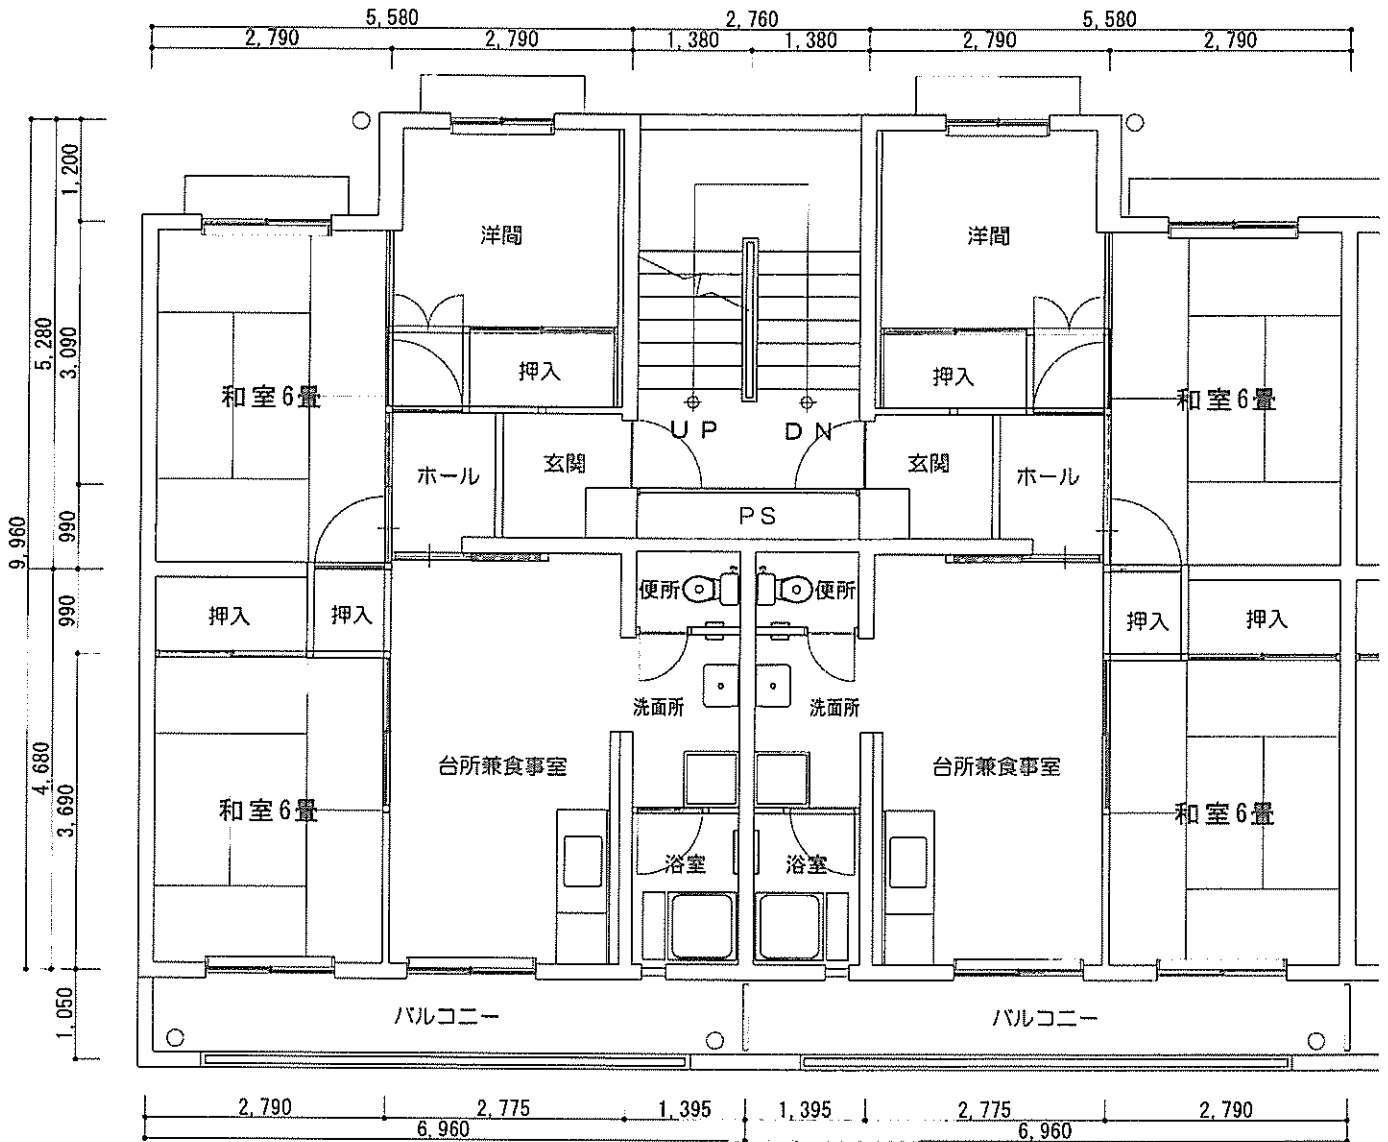 5,580 2,760 5,580
2,790 2,790 1,380 1,380 2,790 2,790
1,200
5,280
3,090
9,960
990
990
4,680
3,690
1,050
洋間 洋間
押入 押入
和室6畳 和室6畳
UP DN
ホール 玄関 玄関 ホール
PS
便所 便所
押入 押入 押入 押入
洗面所 洗面所
台所兼食事室 台所兼食事室
和室6畳 和室6畳
浴室 浴室
バルコニー バルコニー
2,790 2,775 1,395 1,395 2,775 2,790
6,960 6,960